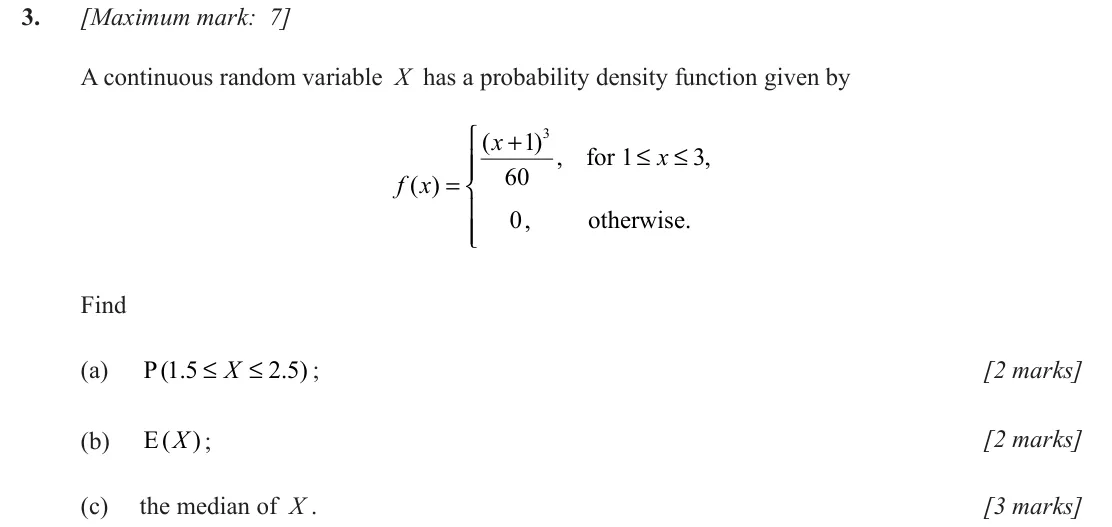 3. [Maximum mark: 7]
A continuous random variable X has a probability density function given by
f(x) = { (x+1)³/60, for 1 ≤ x ≤ 3,
0, otherwise.
Find
(a) P(1.5 ≤ X ≤ 2.5); [2 marks]
(b) E(X); [2 marks]
(c) the median of X. [3 marks]